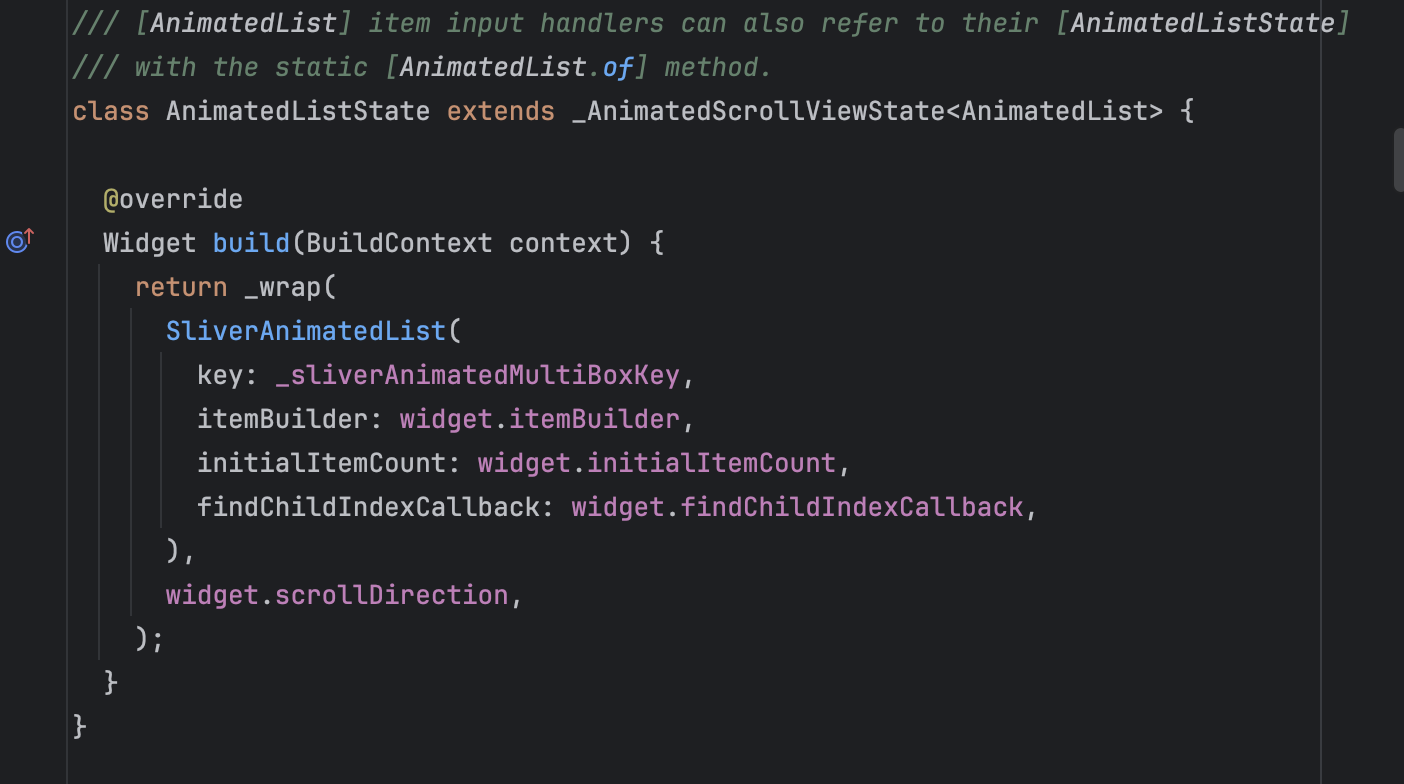 /// [AnimatedList] item input handlers can also refer to their [AnimatedListState]
/// with the static [AnimatedList.of] method.
class AnimatedListState extends _AnimatedScrollViewState<AnimatedList> {
@override
Widget build(BuildContext context) {
return _wrap(
SliverAnimatedList(
key: _sliverAnimatedMultiBoxKey,
itemBuilder: widget.itemBuilder,
initialItemCount: widget.initialItemCount,
findChildIndexCallback: widget.findChildIndexCallback,
),
widget.scrollDirection,
);
}
}